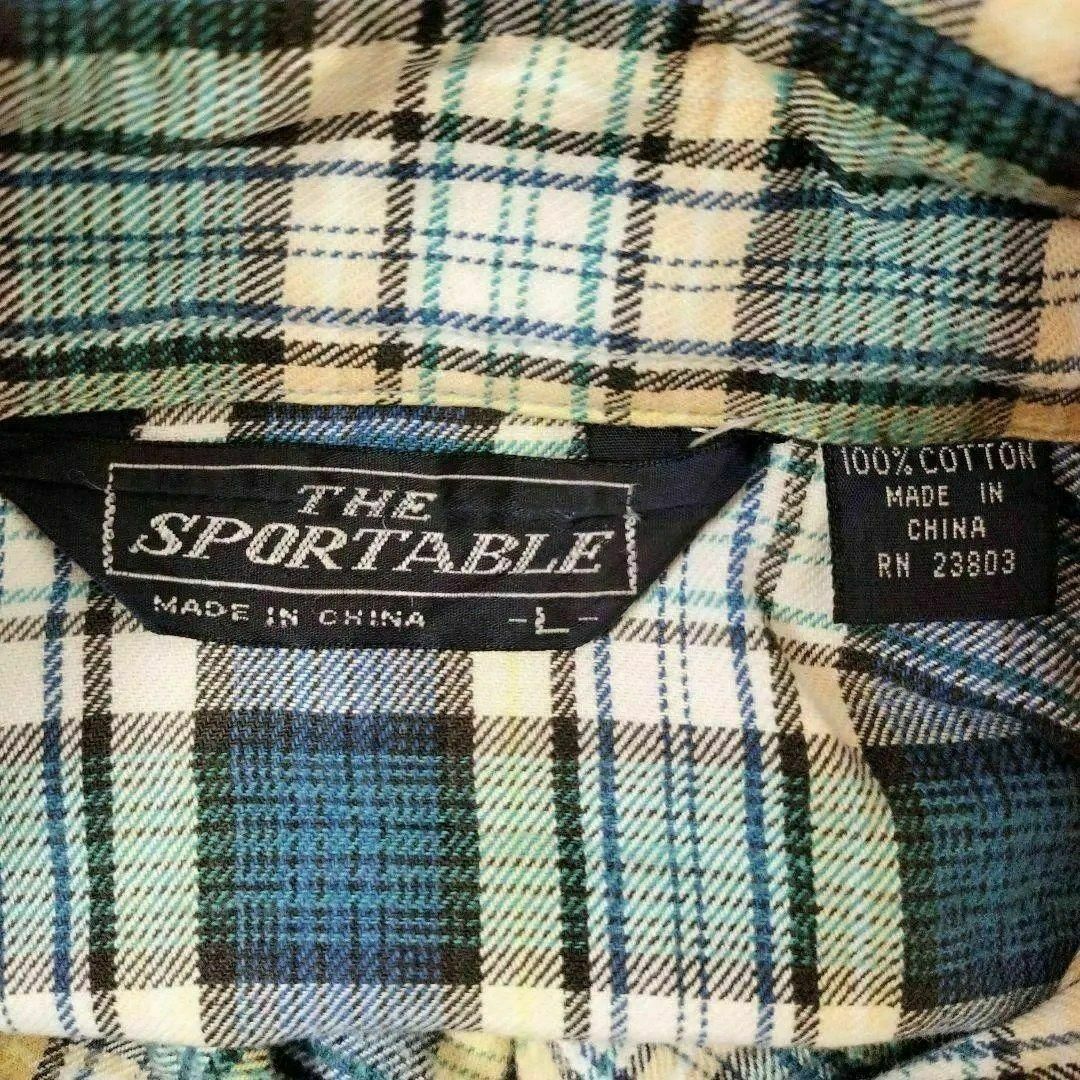 THE
SPORTABLE
MADE IN CHINA -L-
100% COTTON
MADE IN
CHINA
RN 23803